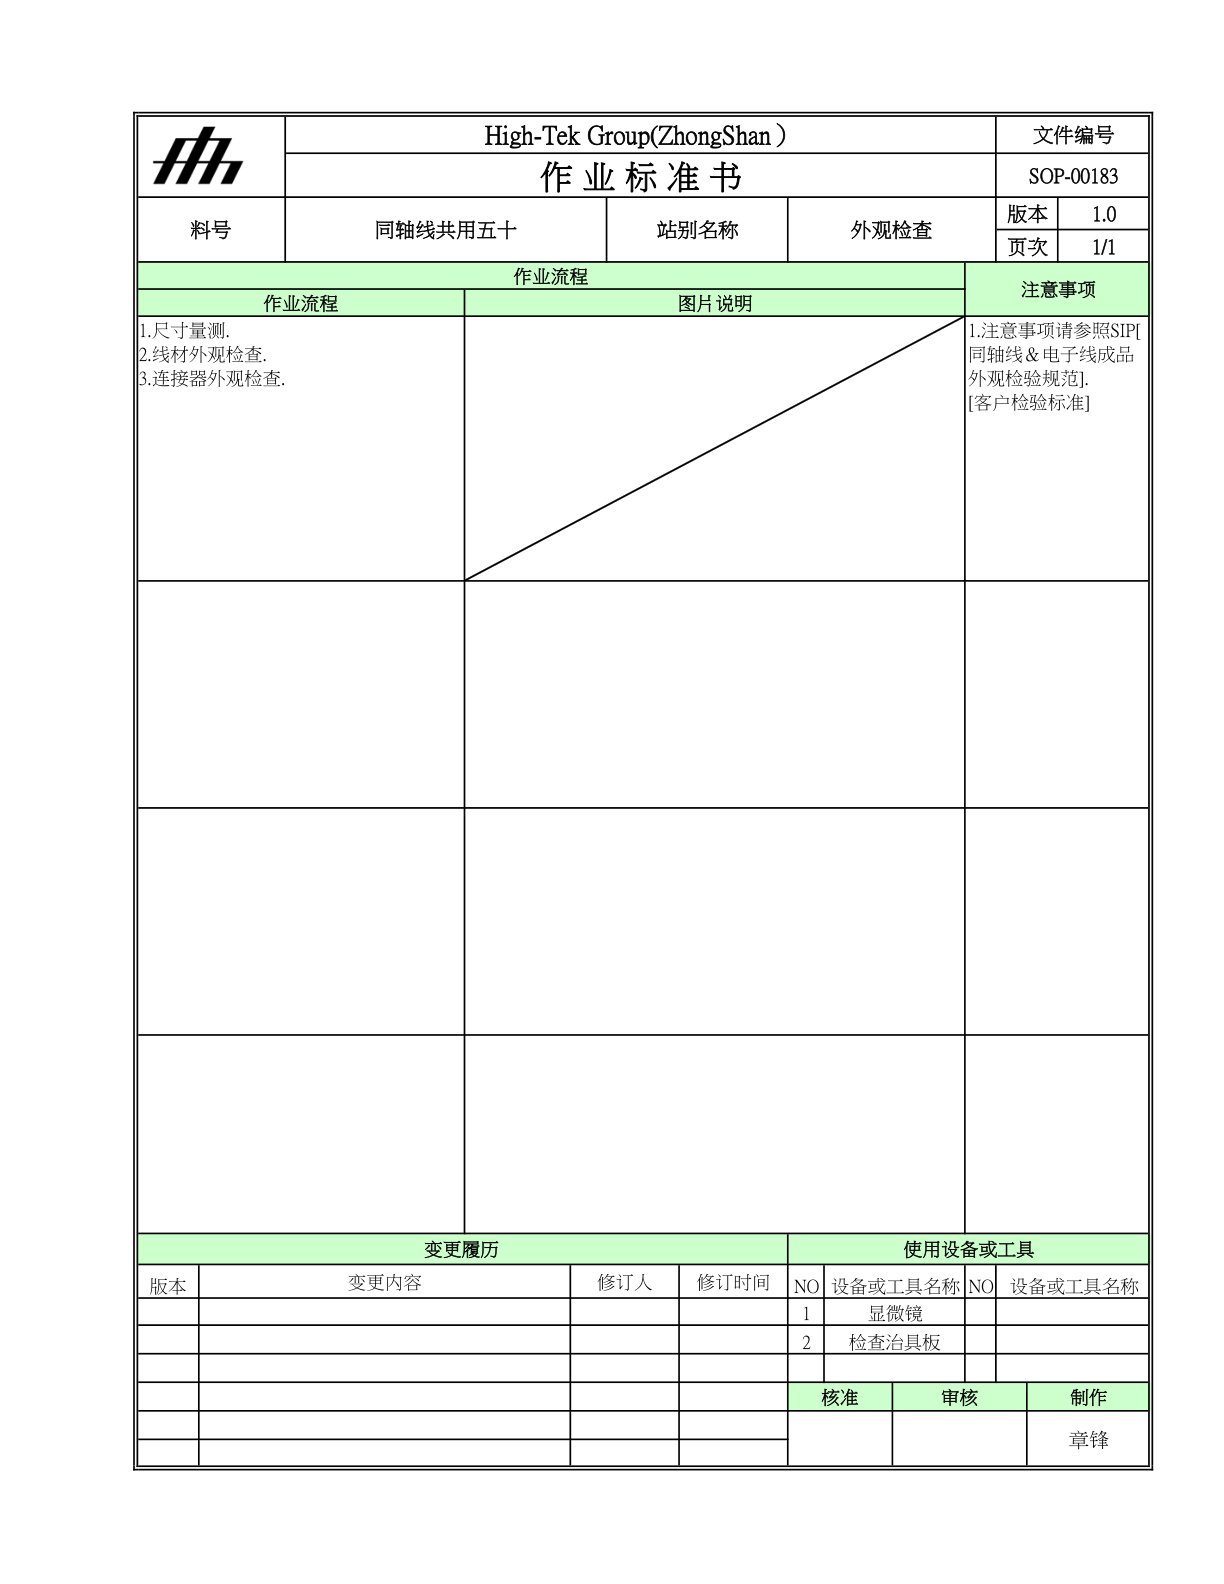 High-Tek Group(ZhongShan）
文件编号
作业标准书
SOP-00183
料号
同轴线共用五十
站别名称
外观检查
版本
1.0
页次
1/1
作业流程
注意事项
作业流程
图片说明
1.尺寸量测.
2.线材外观检查.
3.连接器外观检查.
1.注意事项请参照SIP[
同轴线＆电子线成品
外观检验规范].
[客户检验标准]
变更履历
使用设备或工具
版本
变更内容
修订人
修订时间
NO
设备或工具名称
NO
设备或工具名称
1
显微镜
2
检查治具板
核准
审核
制作
章锋